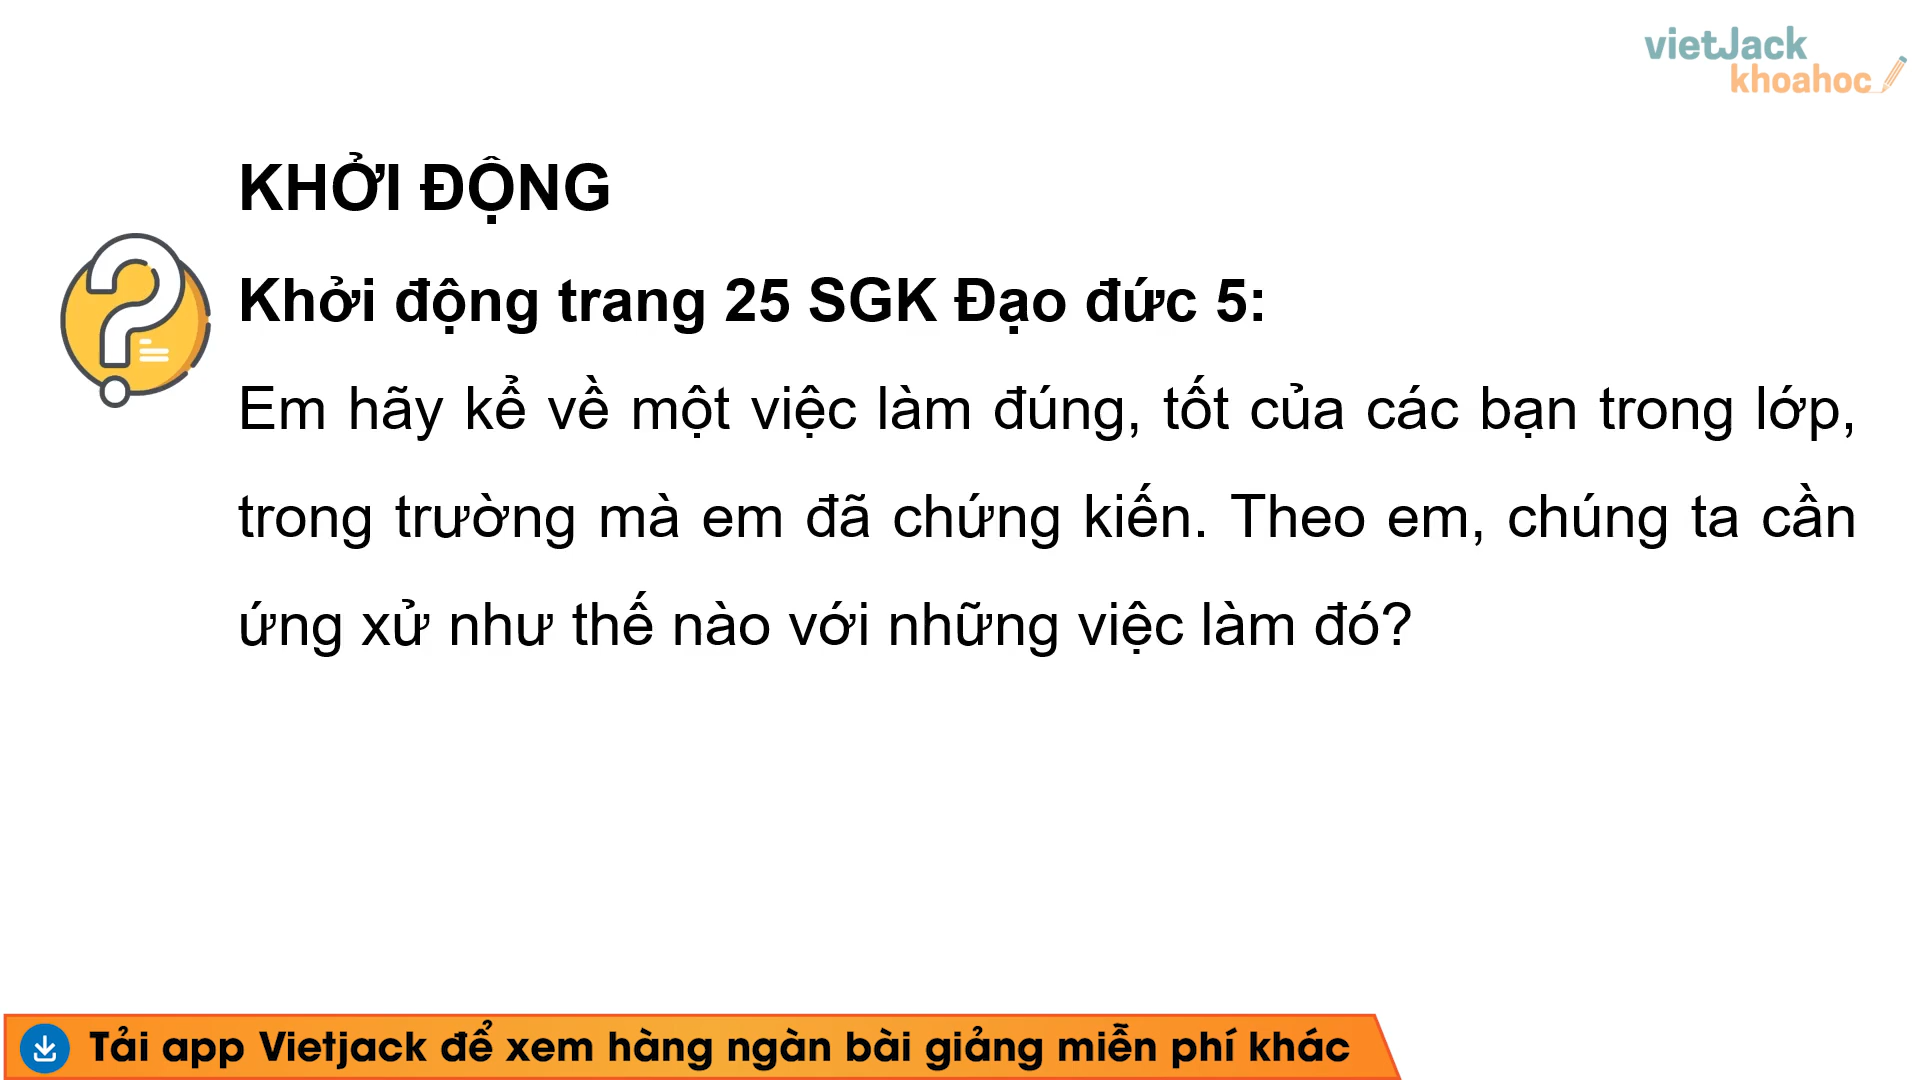 vietJack
khoahoc
KHỞI ĐỘNG
Khởi động trang 25 SGK Đạo đức 5:
Em hãy kể về một việc làm đúng, tốt của các bạn trong lớp,
trong trường mà em đã chứng kiến. Theo em, chúng ta cần
ứng xử như thế nào với những việc làm đó?
Tải app Vietjack để xem hàng ngàn bài giảng miễn phí khác